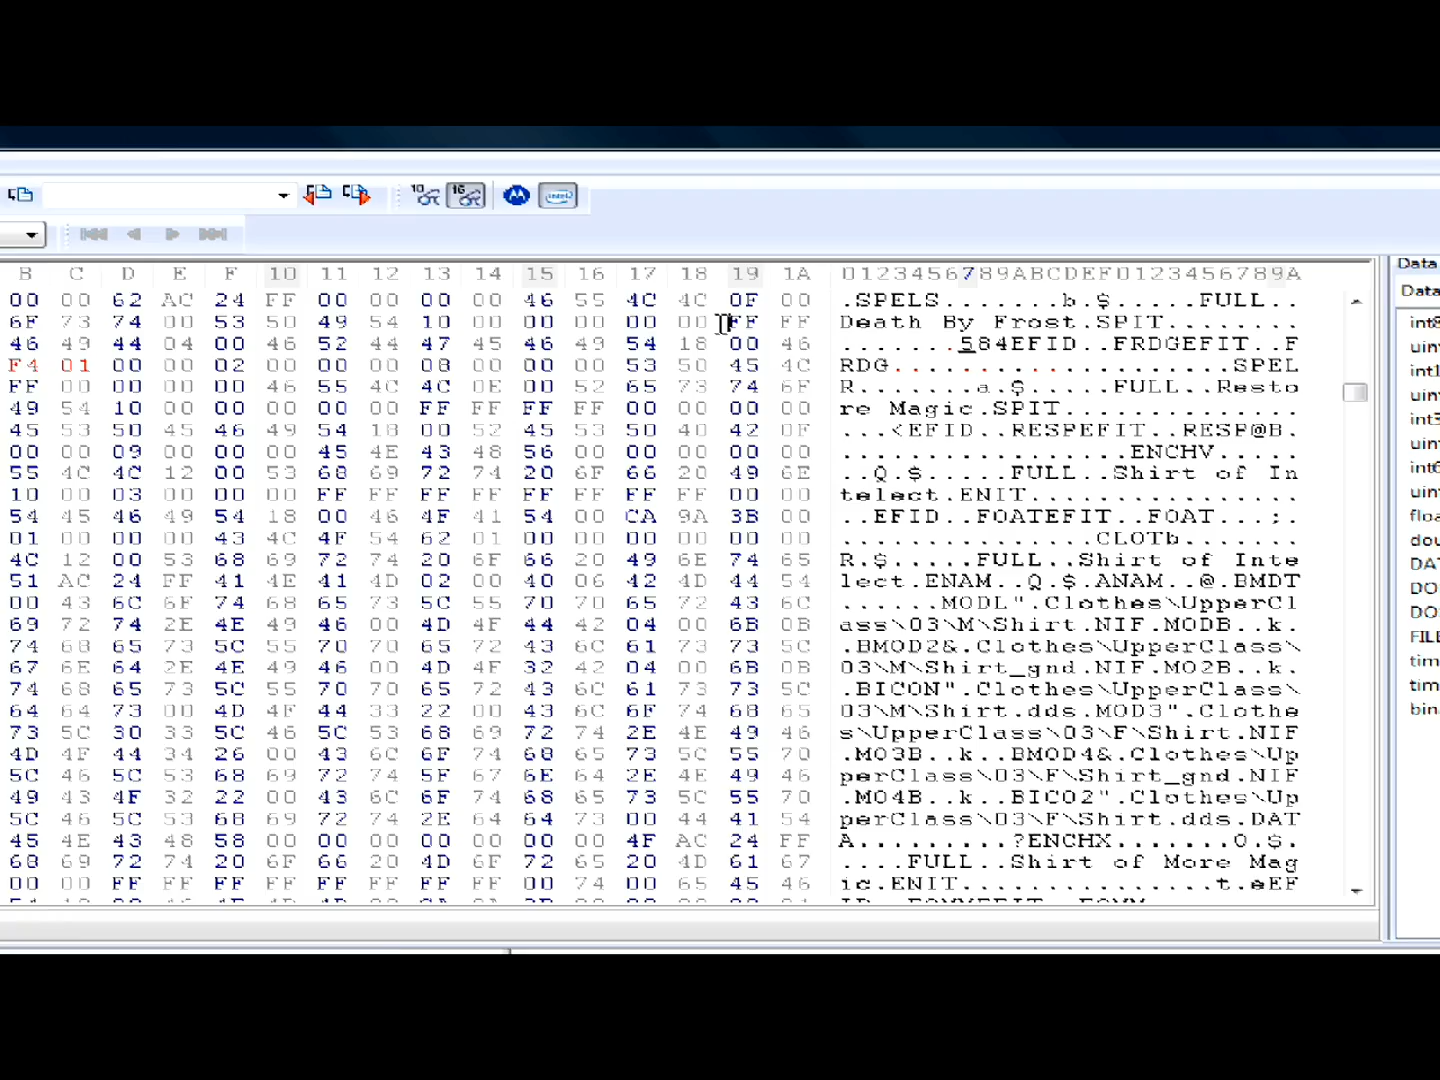 10 16
B C D E F 10 11 12 13 14 15 16 17 18 19 1A 0123456789ABCDEF0123456789A
Data
00 00 62 AC 24 FF 00 00 00 00 46 55 4C 4C 0F 00 .SPELS.......b.$.....FULL..
Data
6F 73 74 00 53 50 49 54 10 00 00 00 00 00 FF FF Death By Frost.SPIT........
46 49 44 04 00 46 52 44 47 45 46 49 54 18 00 46 .......584EFID..FRDGEFIT..F
F4 01 00 00 02 00 00 08 00 00 00 00 53 50 45 4C RDG....................SPEL
FF 00 00 00 00 46 55 4C 4C 0E 00 52 65 73 74 6F R.......a.$.....FULL..Resto
49 54 10 00 00 00 00 00 FF FF FF FF 00 00 00 00 re Magic.SPIT..............
45 53 50 45 46 49 54 18 00 52 45 53 50 40 42 0F ...<EFID..RESPEFIT..RESP@B.
00 00 09 00 00 00 45 4E 43 48 56 00 00 00 00 00 .................ENCHV.....
55 4C 4C 12 00 53 68 69 72 74 20 6F 66 20 49 6E ..Q.$.....FULL..Shirt of In
10 00 03 00 00 00 FF FF FF FF FF FF FF FF 00 00 telect.ENIT................
54 45 46 49 54 18 00 46 4F 41 54 00 CA 9A 3B 00 ..EFID..FOATEFIT..FOAT...;.
01 00 00 00 43 4C 4F 54 62 01 00 00 00 00 00 00 ...............CLOTb.......
4C 12 00 53 68 69 72 74 20 6F 66 20 49 6E 74 65 R.$.....FULL..Shirt of Inte
51 AC 24 FF 41 4E 41 4D 02 00 40 06 42 4D 44 54 lect.ENAM..Q.$.ANAM..@.BMDT
00 43 6C 6F 74 68 65 73 5C 55 70 70 65 72 43 6C ......MODL".Clothes\UpperCl
69 72 74 2E 4E 49 46 00 4D 4F 44 42 04 00 6B 0B ass\03\M\Shirt.NIF.MODB..k.
74 68 65 73 5C 55 70 70 65 72 43 6C 61 73 73 5C .BMOD2&.Clothes\UpperClass\
67 6E 64 2E 4E 49 46 00 4D 4F 32 42 04 00 6B 0B 03\M\Shirt_gnd.NIF.MO2B..k.
74 68 65 73 5C 55 70 70 65 72 43 6C 61 73 73 5C .BICON".Clothes\UpperClass\
64 64 73 00 4D 4F 44 33 22 00 43 6C 6F 74 68 65 03\M\Shirt.dds.MOD3".Clothe
73 5C 30 33 5C 46 5C 53 68 69 72 74 2E 4E 49 46 s\UpperClass\03\F\Shirt.NIF
4D 4F 44 34 26 00 43 6C 6F 74 68 65 73 5C 55 70 .MO3B..k..BMOD4&.Clothes\Up
5C 46 5C 53 68 69 72 74 5F 67 6E 64 2E 4E 49 46 perClass\03\F\Shirt_gnd.NIF
49 43 4F 32 22 00 43 6C 6F 74 68 65 73 5C 55 70 .MO4B..k..BICO2".Clothes\Up
5C 46 5C 53 68 69 72 74 2E 64 64 73 00 44 41 54 perClass\03\F\Shirt.dds.DAT
45 4E 43 48 58 00 00 00 00 00 00 00 4F AC 24 FF A.........?ENCHX.......O.$.
68 69 72 74 20 6F 66 20 4D 6F 72 65 20 4D 61 67 ....FULL..Shirt of More Mag
00 00 FF FF FF FF FF FF FF FF 00 74 00 65 45 46 ic.ENIT...............t.eEF